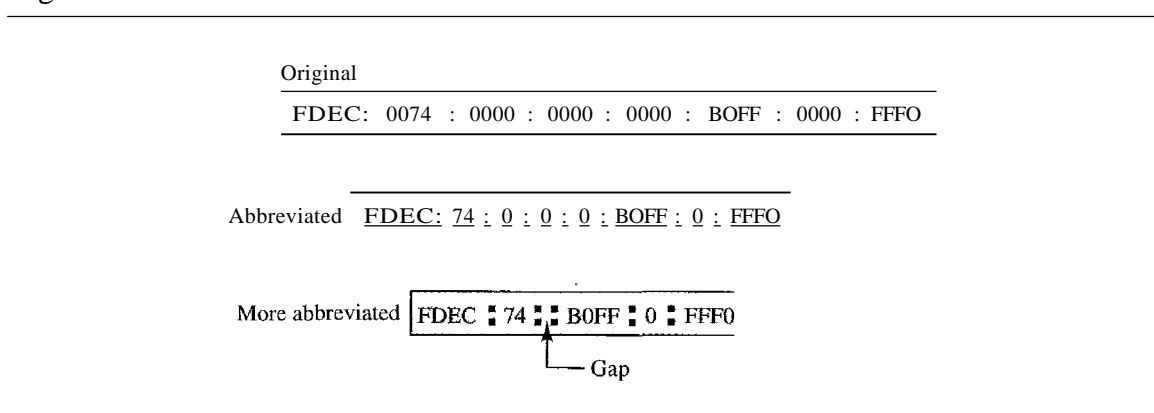 Original
FDEC: 0074 : 0000 : 0000 : 0000 : BOFF : 0000 : FFFO
Abbreviated FDEC: 74 : 0 : 0 : 0 : BOFF : 0 : FFFO
More abbreviated FDEC : 74 : : B0FF : 0 : FFF0
Gap